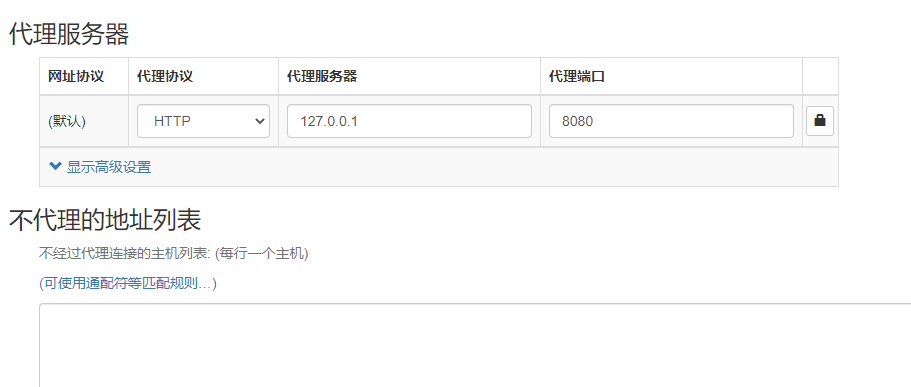 代理服务器
网址协议 代理协议 代理服务器 代理端口
(默认) HTTP 127.0.0.1 8080
显示高级设置
不代理的地址列表
不经过代理连接的主机列表: (每行一个主机)
(可使用通配符等匹配规则...)